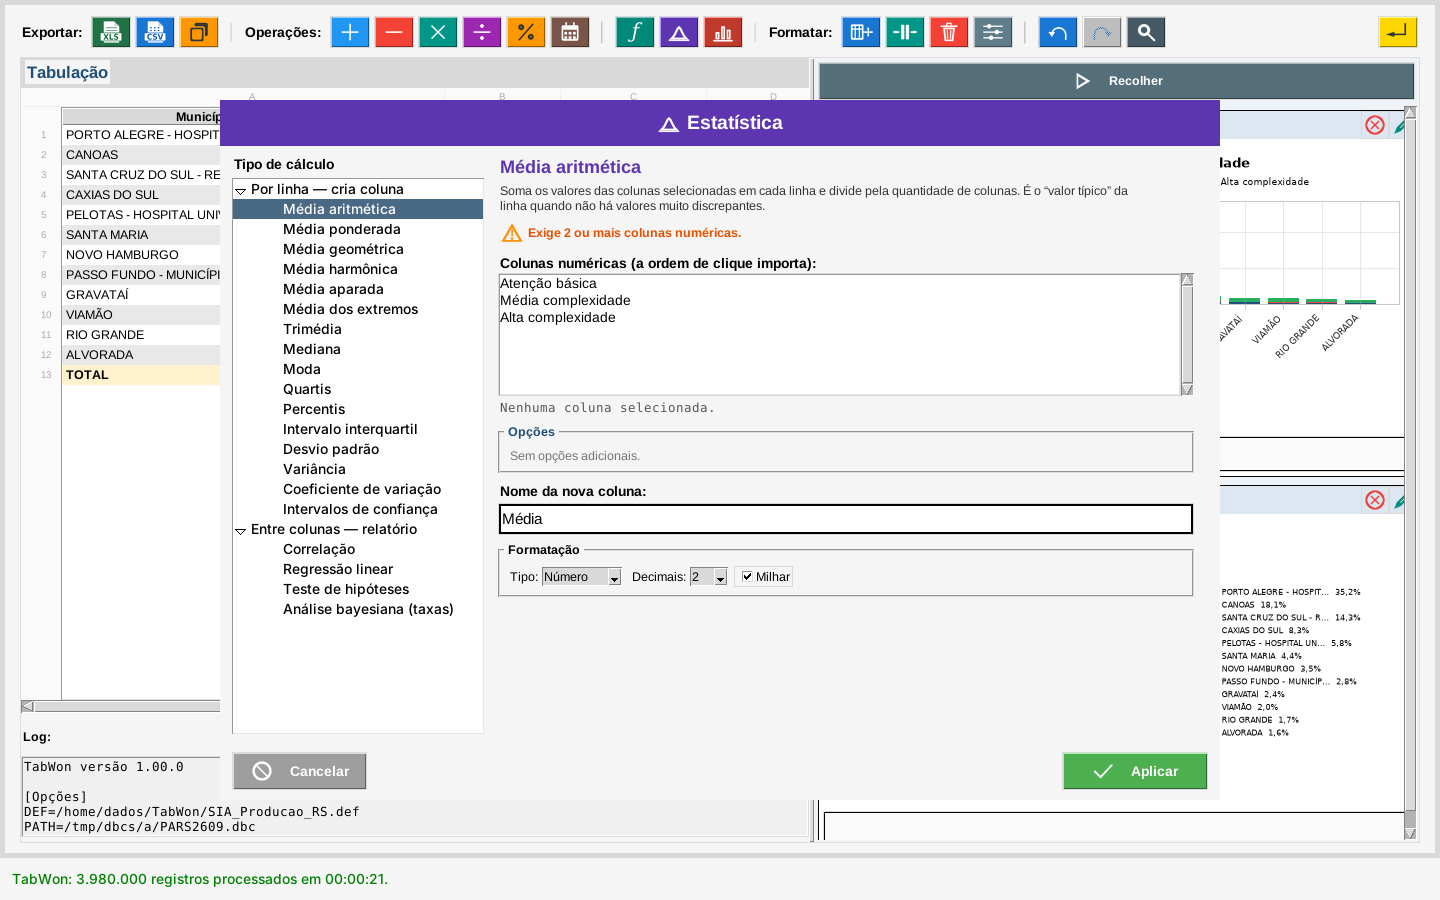 Exportar:
XLS
CSV
Operações:
Formatar:
Tabulação
Recolher
A
B
C
D
Municíp
1 PORTO ALEGRE - HOSPIT
2 CANOAS
3 SANTA CRUZ DO SUL - RE
4 CAXIAS DO SUL
5 PELOTAS - HOSPITAL UNIV
6 SANTA MARIA
7 NOVO HAMBURGO
8 PASSO FUNDO - MUNICÍPI
9 GRAVATAÍ
10 VIAMÃO
11 RIO GRANDE
12 ALVORADA
13 TOTAL
Estatística
Tipo de cálculo
Por linha — cria coluna
Média aritmética
Média ponderada
Média geométrica
Média harmônica
Média aparada
Média dos extremos
Trimédia
Mediana
Moda
Quartis
Percentis
Intervalo interquartil
Desvio padrão
Variância
Coeficiente de variação
Intervalos de confiança
Entre colunas — relatório
Correlação
Regressão linear
Teste de hipóteses
Análise bayesiana (taxas)
Média aritmética
Soma os valores das colunas selecionadas em cada linha e divide pela quantidade de colunas. É o “valor típico” da
linha quando não há valores muito discrepantes.
Exige 2 ou mais colunas numéricas.
Colunas numéricas (a ordem de clique importa):
Atenção básica
Média complexidade
Alta complexidade
Nenhuma coluna selecionada.
Opções
Sem opções adicionais.
Nome da nova coluna:
Média
Formatação
Tipo: Número Decimais: 2 Milhar
Cancelar
Aplicar
lade
Alta complexidade
AVATAÍ
VIAMÃO
RIO GRANDE
ALVORADA
PORTO ALEGRE - HOSPIT... 35,2%
CANOAS 18,1%
SANTA CRUZ DO SUL - R... 14,3%
CAXIAS DO SUL 8,3%
PELOTAS - HOSPITAL UN... 5,8%
SANTA MARIA 4,4%
NOVO HAMBURGO 3,5%
PASSO FUNDO - MUNICÍP... 2,8%
GRAVATAÍ 2,4%
VIAMÃO 2,0%
RIO GRANDE 1,7%
ALVORADA 1,6%
Log:
TabWon versão 1.00.0
[Opções]
DEF=/home/dados/TabWon/SIA_Producao_RS.def
PATH=/tmp/dbcs/a/PARS2609.dbc
TabWon: 3.980.000 registros processados em 00:00:21.